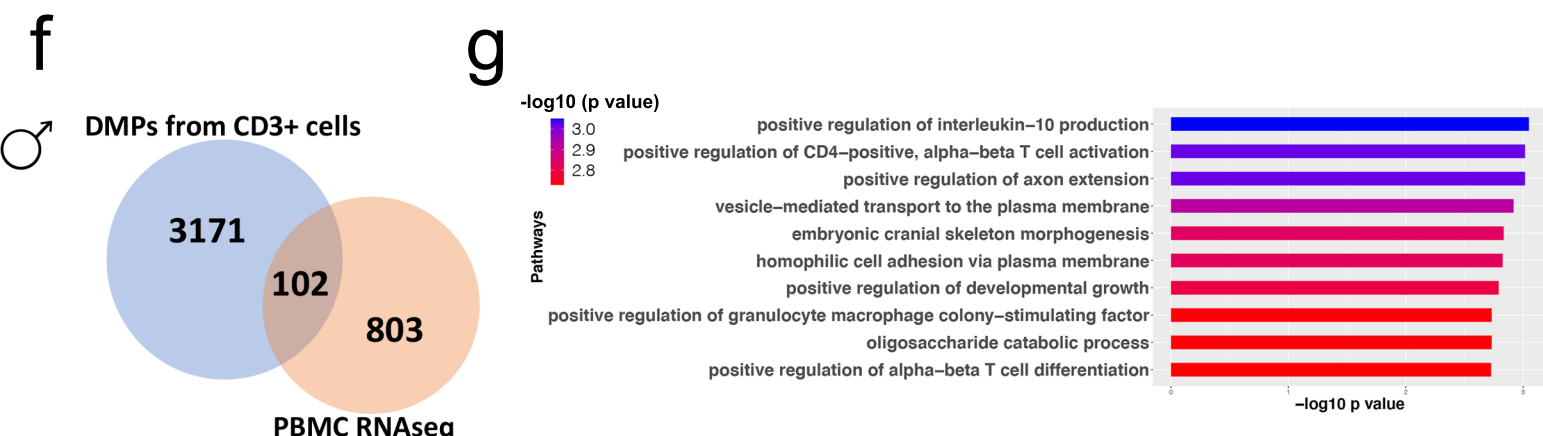 f
DMPs from CD3+ cells
3171
102
803
PBMC RNAseq
g
-log10 (p value)
3.0
2.9
2.8
Pathways
positive regulation of interleukin−10 production
positive regulation of CD4−positive, alpha−beta T cell activation
positive regulation of axon extension
vesicle−mediated transport to the plasma membrane
embryonic cranial skeleton morphogenesis
homophilic cell adhesion via plasma membrane
positive regulation of developmental growth
positive regulation of granulocyte macrophage colony−stimulating factor
oligosaccharide catabolic process
positive regulation of alpha−beta T cell differentiation
0 1 2 3
−log10 p value